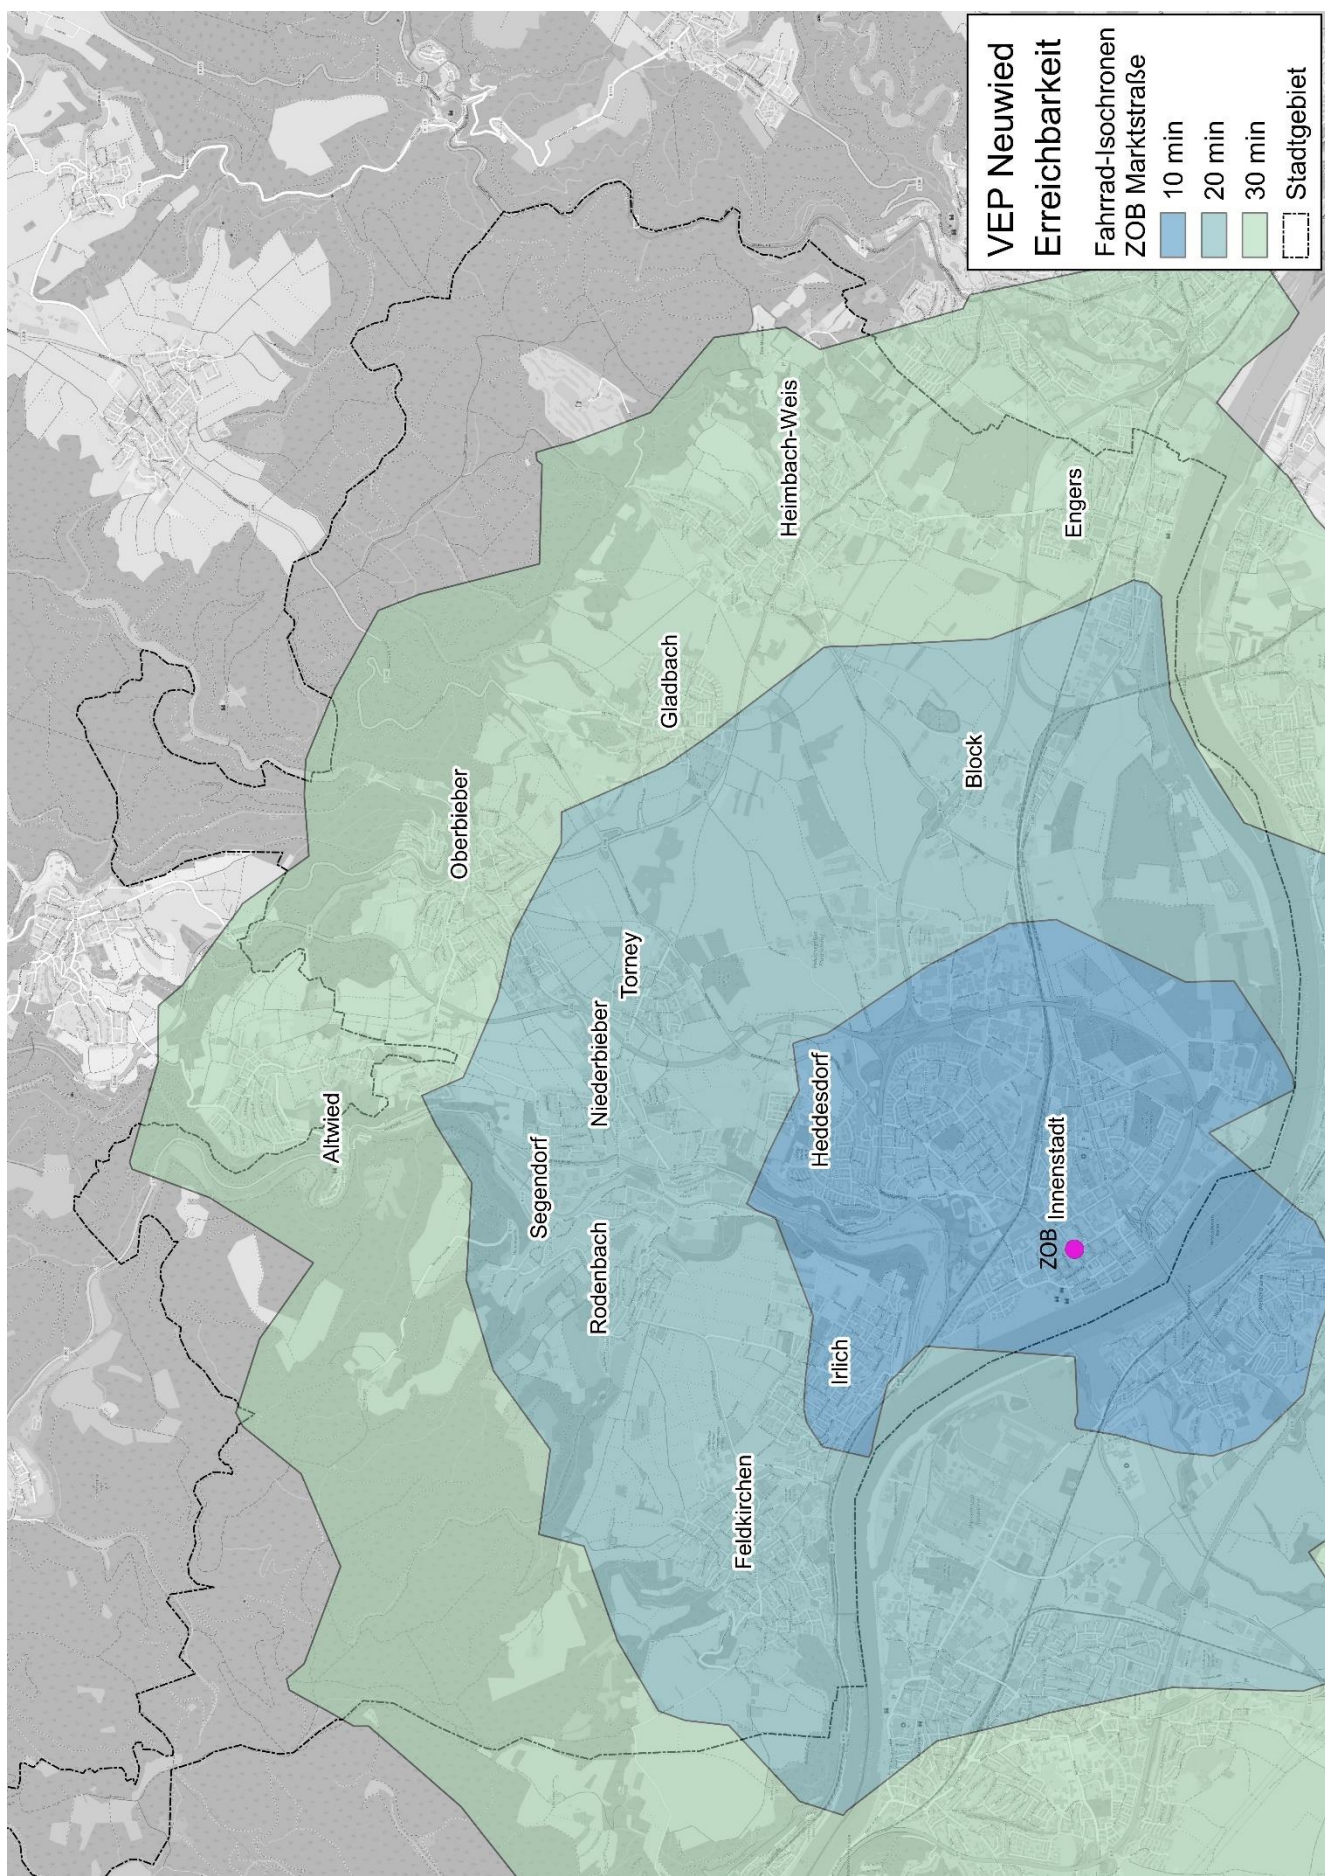 VEP Neuwied
Erreichbarkeit
Fahrrad-Isochronen
ZOB Marktstraße
10 min
20 min
30 min
Stadtgebiet
Altwied
Oberbieber
Segendorf
Niederbieber
Torney
Rodenbach
Gladbach
Heimbach-Weis
Feldkirchen
Irlich
Heddesdorf
Block
Engers
ZOB
Innenstadt